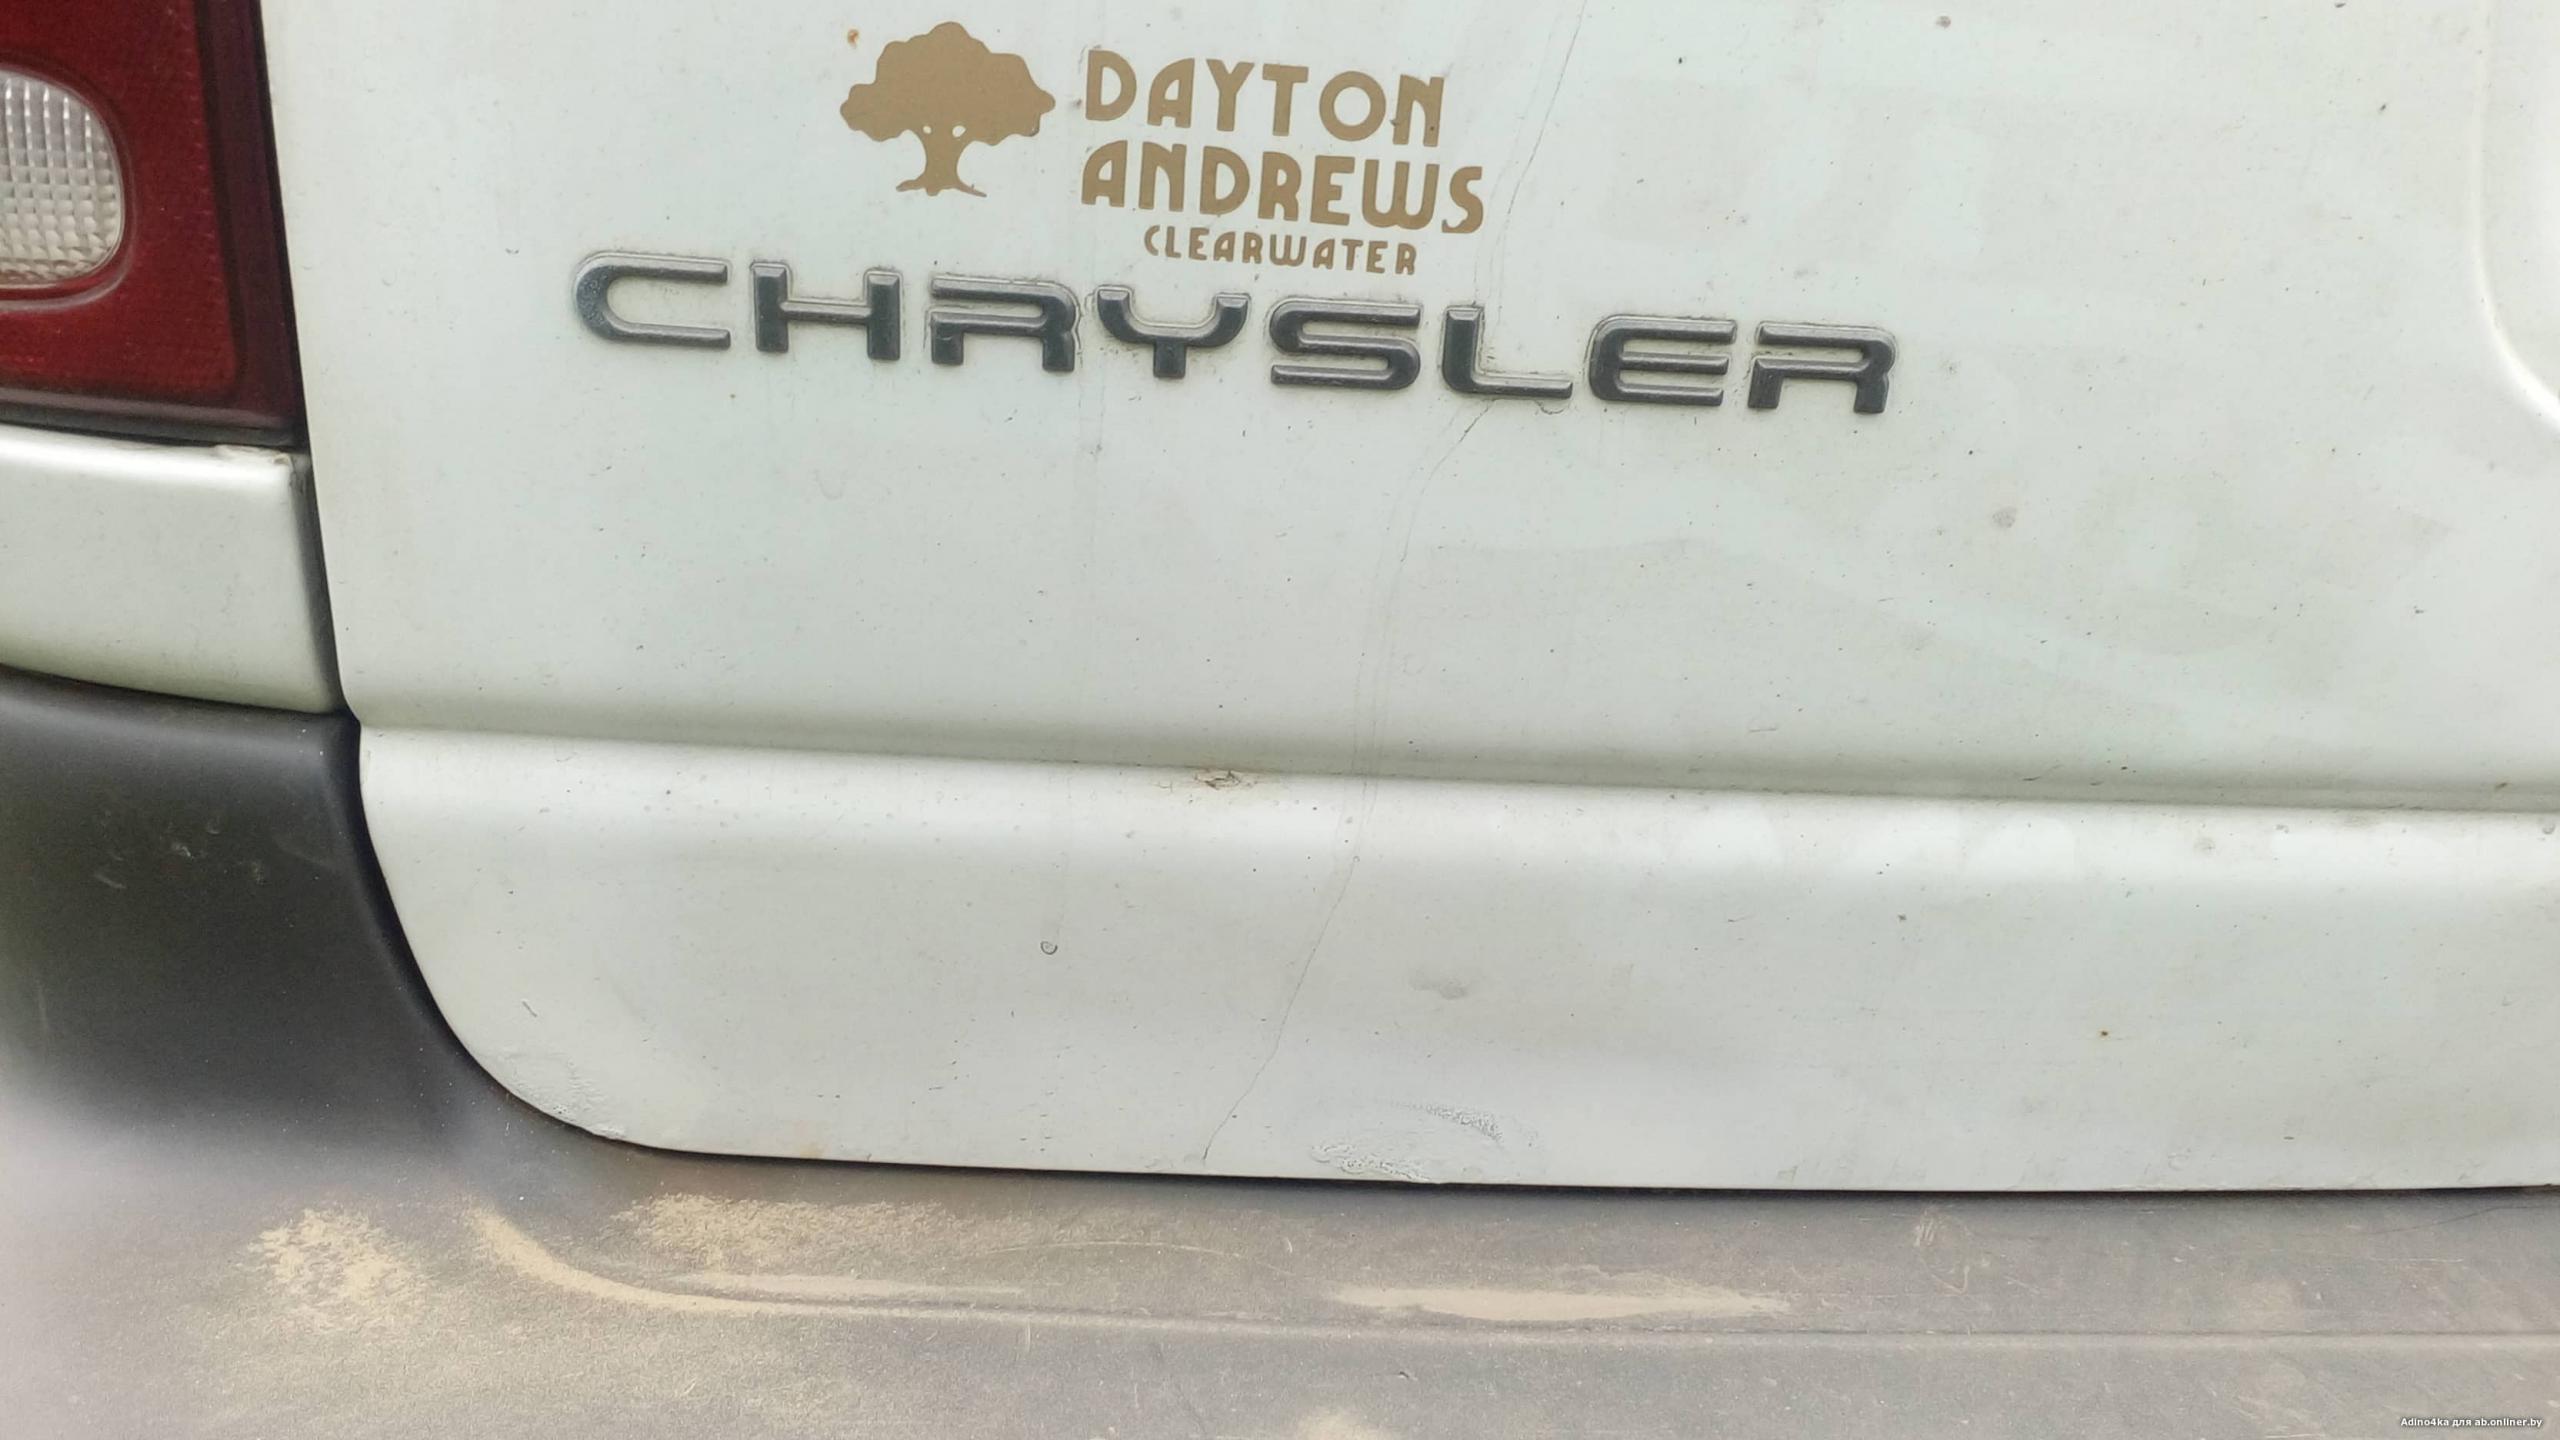 DAYTON
ANDREWS
CLEARWATER
CHRYSLER
Adino4ka для ab.onliner.by